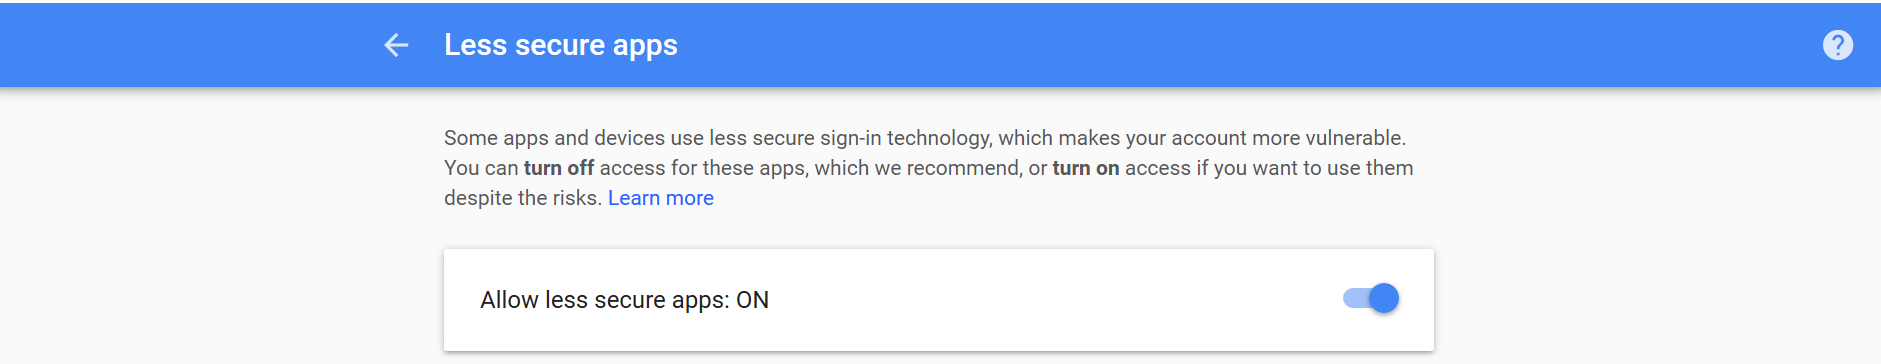 Less secure apps
?
Some apps and devices use less secure sign-in technology, which makes your account more vulnerable.
You can turn off access for these apps, which we recommend, or turn on access if you want to use them
despite the risks. Learn more
Allow less secure apps: ON